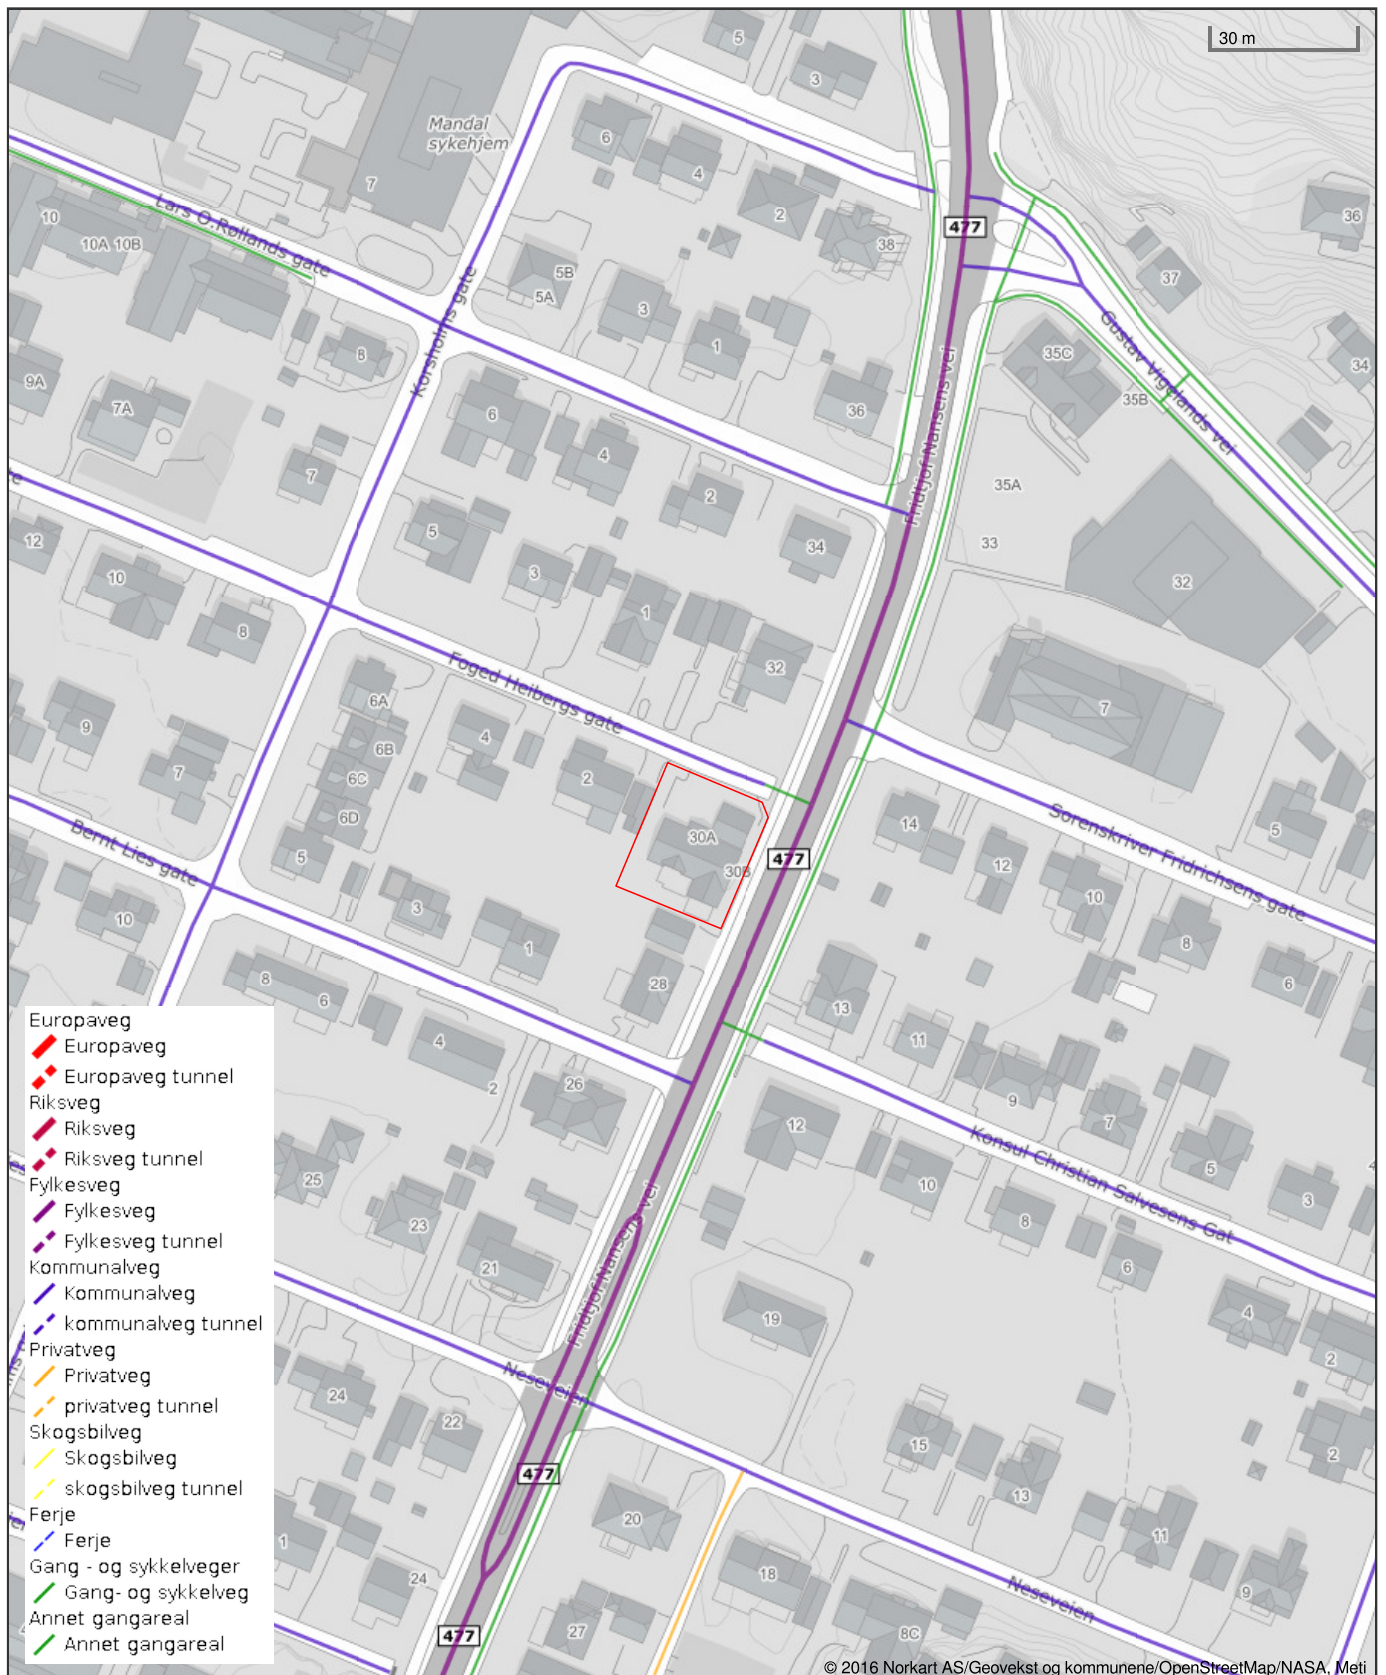 30 m
5
3
Mandal
sykehjem
6
4
7
2
10
10A 10B
Lars O.Røllands gate
38
477
36
37
5B
5A
3
1
Korsholms gate
8
35C
Gustav Vigelands vei
34
9A
7A
6
36
35B
Fridtjof Nansens vei
4
7
2
35A
12
5
34
33
10
3
32
8
1
32
Foged Heibergs gate
6A
7
9
6B
4
7
6C
2
6D
30A
14
Sorenskriver Fridrichsens gate
5
Bernt Lies gate
5
477
12
30B
10
3
10
8
1
8
6
28
6
13
4
11
2
26
9
12
7
Konsul Christian Salvesens Gat
5
25
10
3
23
8
21
6
Fridtjof Nansens vei
19
4
2
Neseveien
24
22
15
2
477
13
20
11
1
18
24
9
Neseveien
27
8C
477
Europaveg
Europaveg
Europaveg tunnel
Riksveg
Riksveg
Riksveg tunnel
Fylkesveg
Fylkesveg
Fylkesveg tunnel
Kommunalveg
Kommunalveg
kommunalveg tunnel
Privatveg
Privatveg
privatveg tunnel
Skogsbilveg
Skogsbilveg
skogsbilveg tunnel
Ferje
Ferje
Gang - og sykkelveger
Gang- og sykkelveg
Annet gangareal
Annet gangareal
© 2016 Norkart AS/Geovekst og kommunene/OpenStreetMap/NASA, Meti